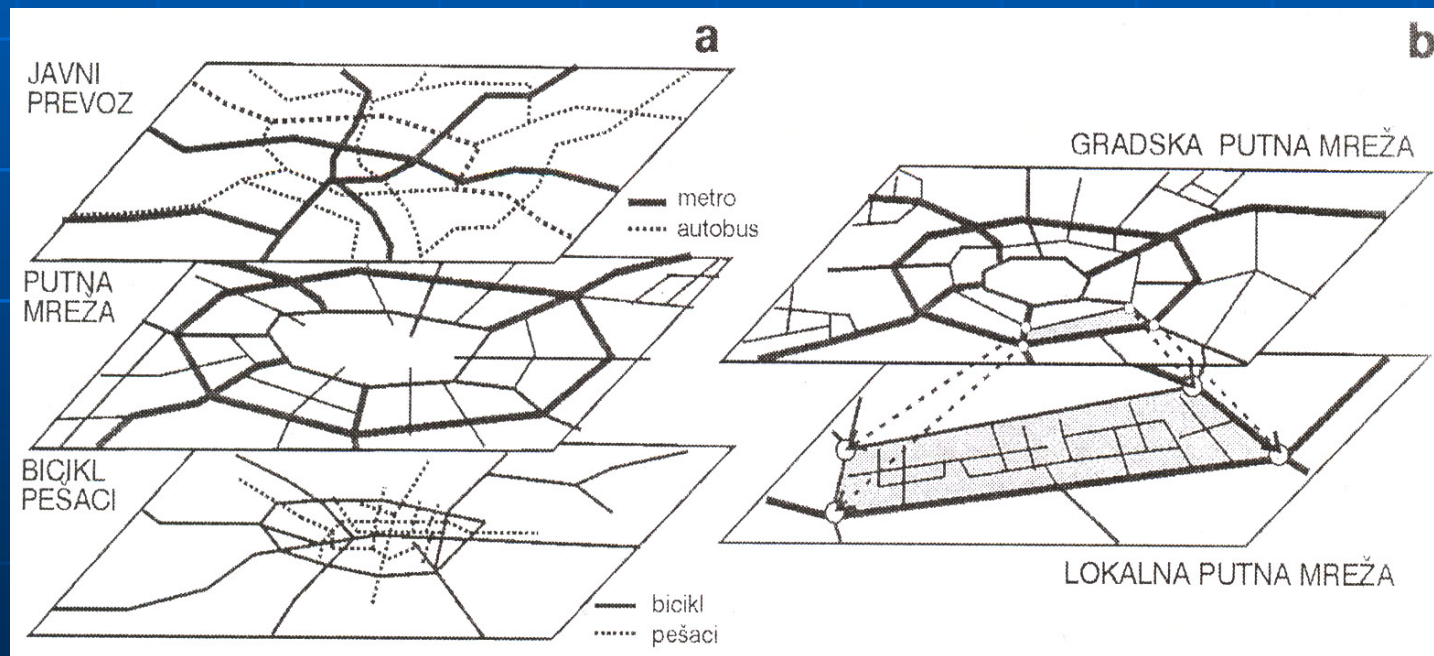 a
JAVNI
PREVOZ
metro
autobus
PUTNA
MREŽA
BICIKL
PEŠACI
bicikl
pešaci
b
GRADSKA PUTNA MREŽA
LOKALNA PUTNA MREŽA